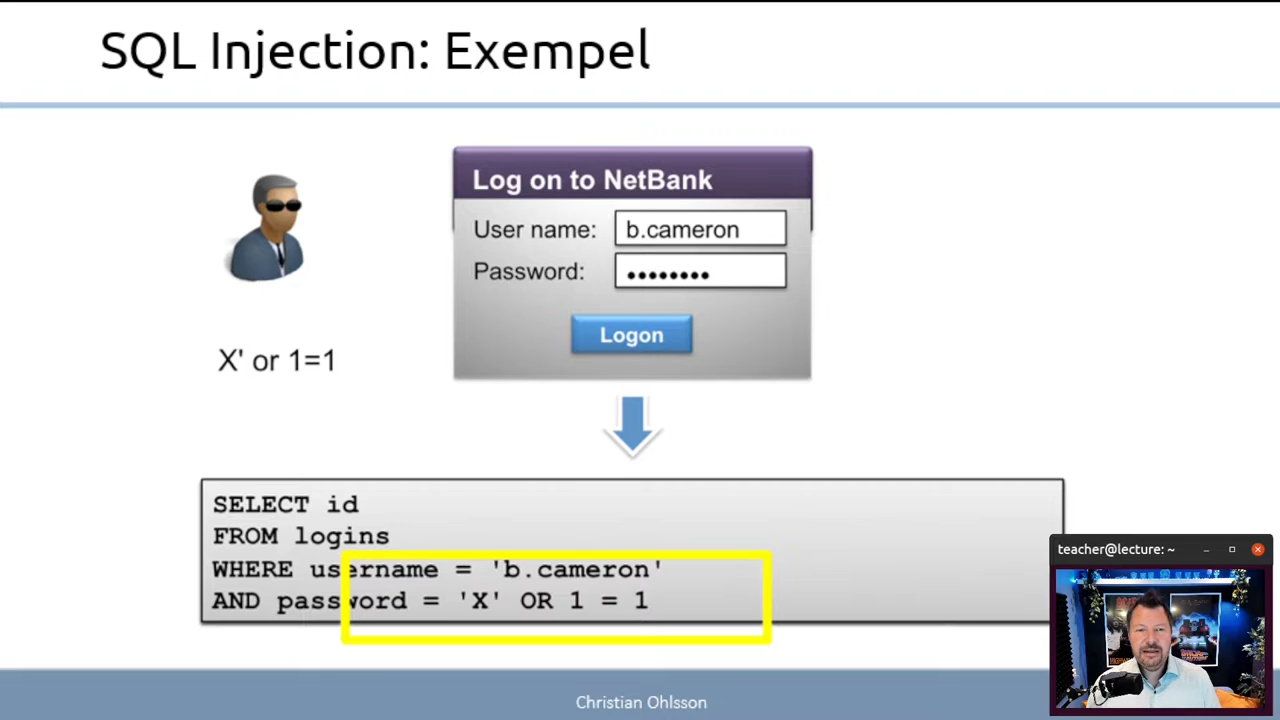 SQL Injection: Exempel
Log on to NetBank
User name: b.cameron
Password: ••••••••
Logon
X' or 1=1
SELECT id
FROM logins
WHERE username = 'b.cameron'
AND password = 'X' OR 1 = 1
teacher@lecture: ~
Christian Ohlsson